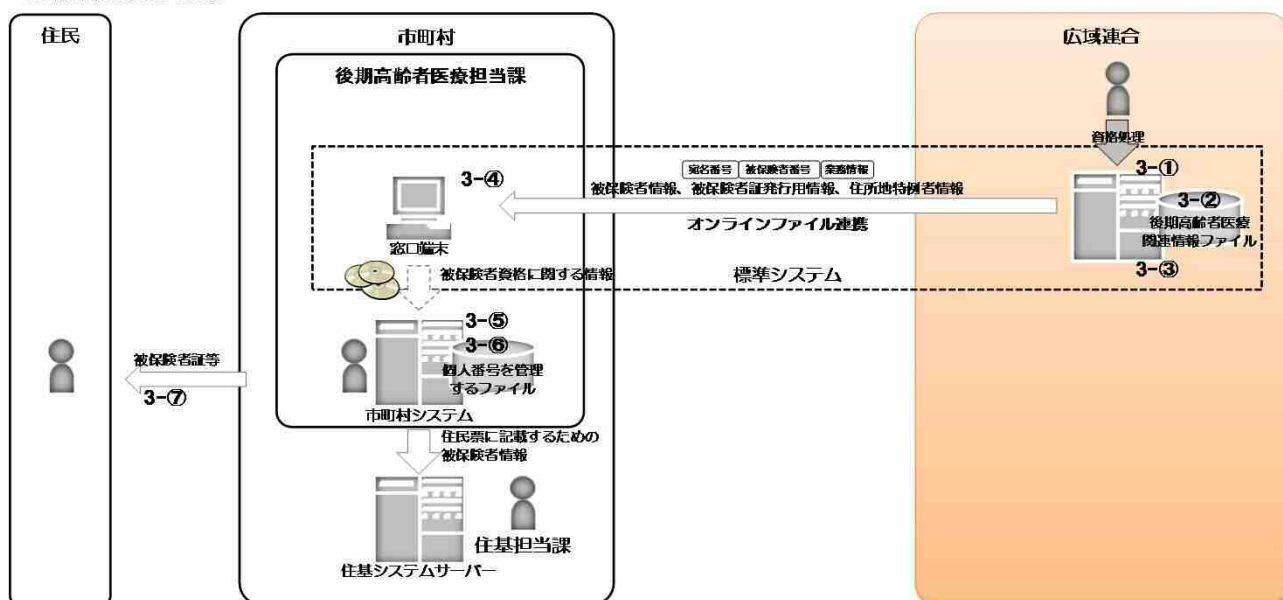 住民
市町村
広域連合
後期高齢者医療担当課
資格処理
宛名番号 被保険者番号 業務情報
3-①
3-④
被保険者情報、被保険者証発行用情報、住所地特例者情報
3-②
オンラインファイル連携
後期高齢者医療
関連情報ファイル
窓口端末
3-③
被保険者資格に関する情報
標準システム
3-⑤
3-⑥
被保険者証等
個人番号を管理
するファイル
3-⑦
市町村システム
住民票に記載するための
被保険者情報
住基担当課
住基システムサーバー